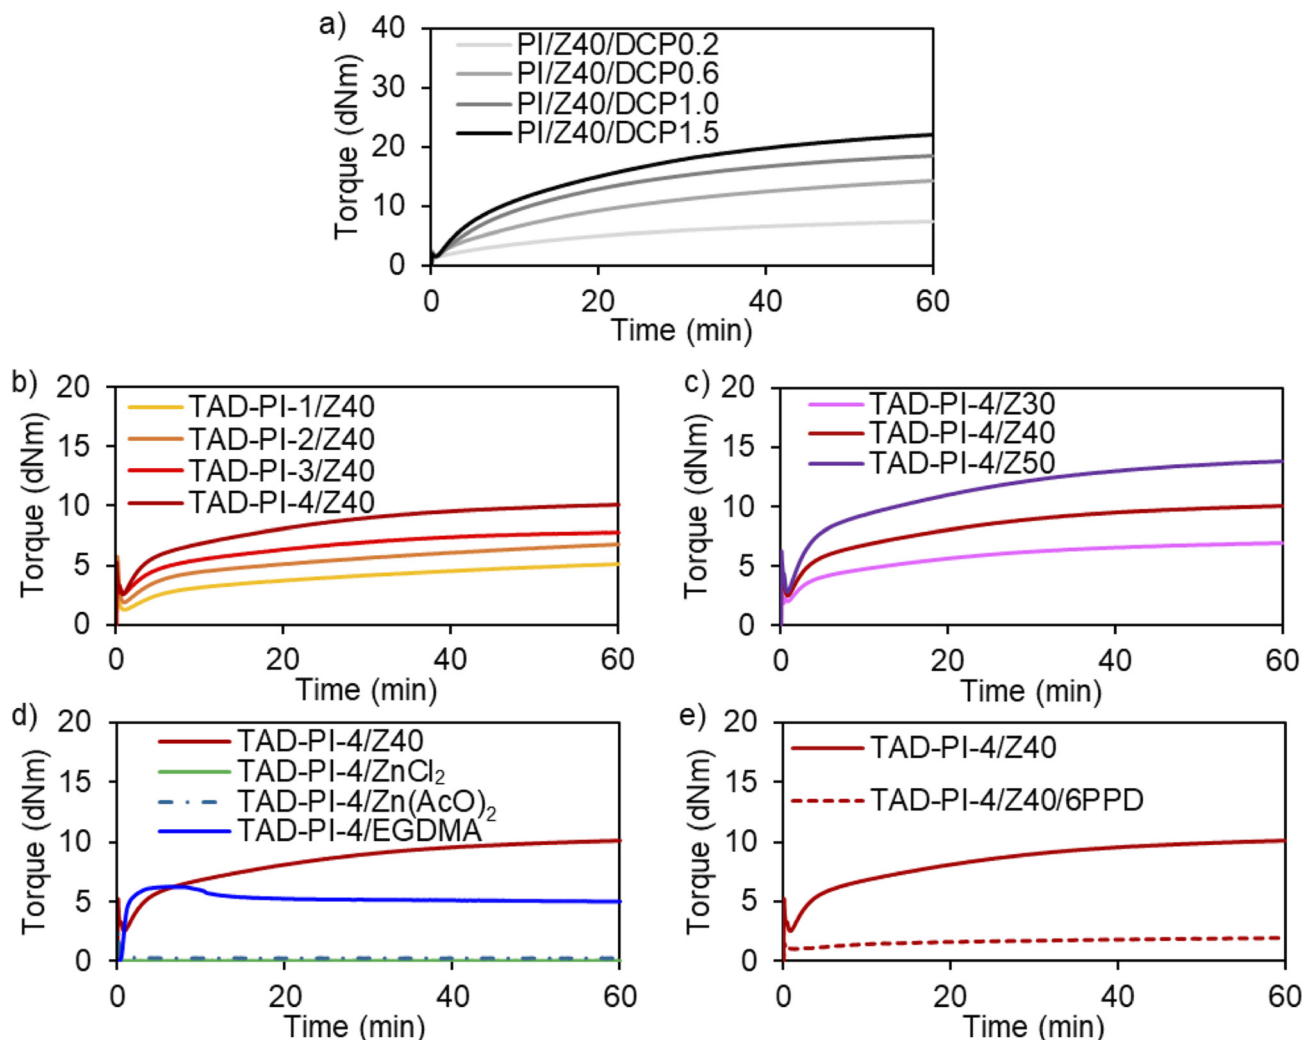 a)
Torque (dNm)
40
30
20
10
0
PI/Z40/DCP0.2
PI/Z40/DCP0.6
PI/Z40/DCP1.0
PI/Z40/DCP1.5
0 20 40 60
Time (min)
b)
Torque (dNm)
20
15
10
5
0
TAD-PI-1/Z40
TAD-PI-2/Z40
TAD-PI-3/Z40
TAD-PI-4/Z40
0 20 40 60
Time (min)
c)
Torque (dNm)
20
15
10
5
0
TAD-PI-4/Z30
TAD-PI-4/Z40
TAD-PI-4/Z50
0 20 40 60
Time (min)
d)
Torque (dNm)
20
15
10
5
0
TAD-PI-4/Z40
TAD-PI-4/ZnCl₂
TAD-PI-4/Zn(AcO)₂
TAD-PI-4/EGDMA
0 20 40 60
Time (min)
e)
Torque (dNm)
20
15
10
5
0
TAD-PI-4/Z40
TAD-PI-4/Z40/6PPD
0 20 40 60
Time (min)